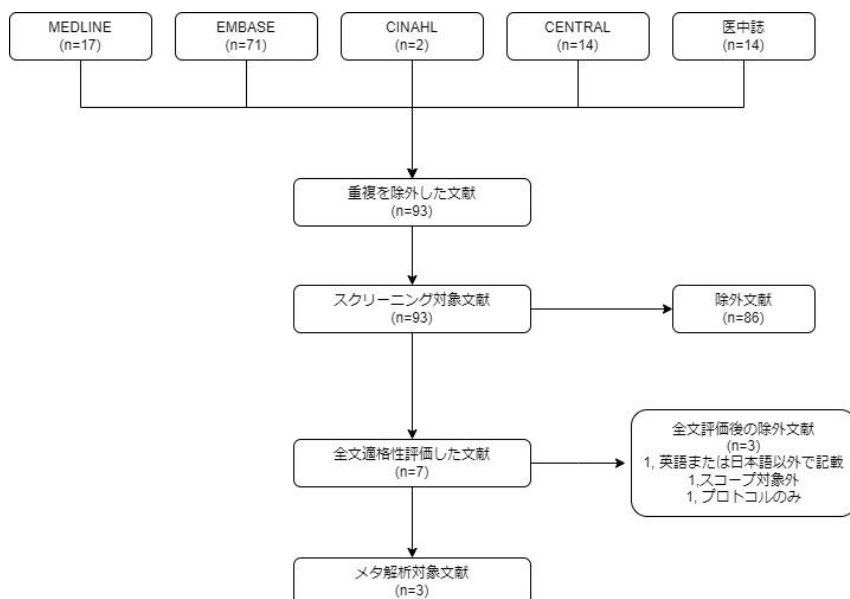 MEDLINE
(n=17)
EMBASE
(n=71)
CINAHL
(n=2)
CENTRAL
(n=14)
医中誌
(n=14)
重複を除外した文献
(n=93)
スクリーニング対象文献
(n=93)
除外文献
(n=86)
全文適格性評価した文献
(n=7)
全文評価後の除外文献
(n=3)
1, 英語または日本語以外で記載
1,スコープ対象外
1, プロトコルのみ
メタ解析対象文献
(n=3)